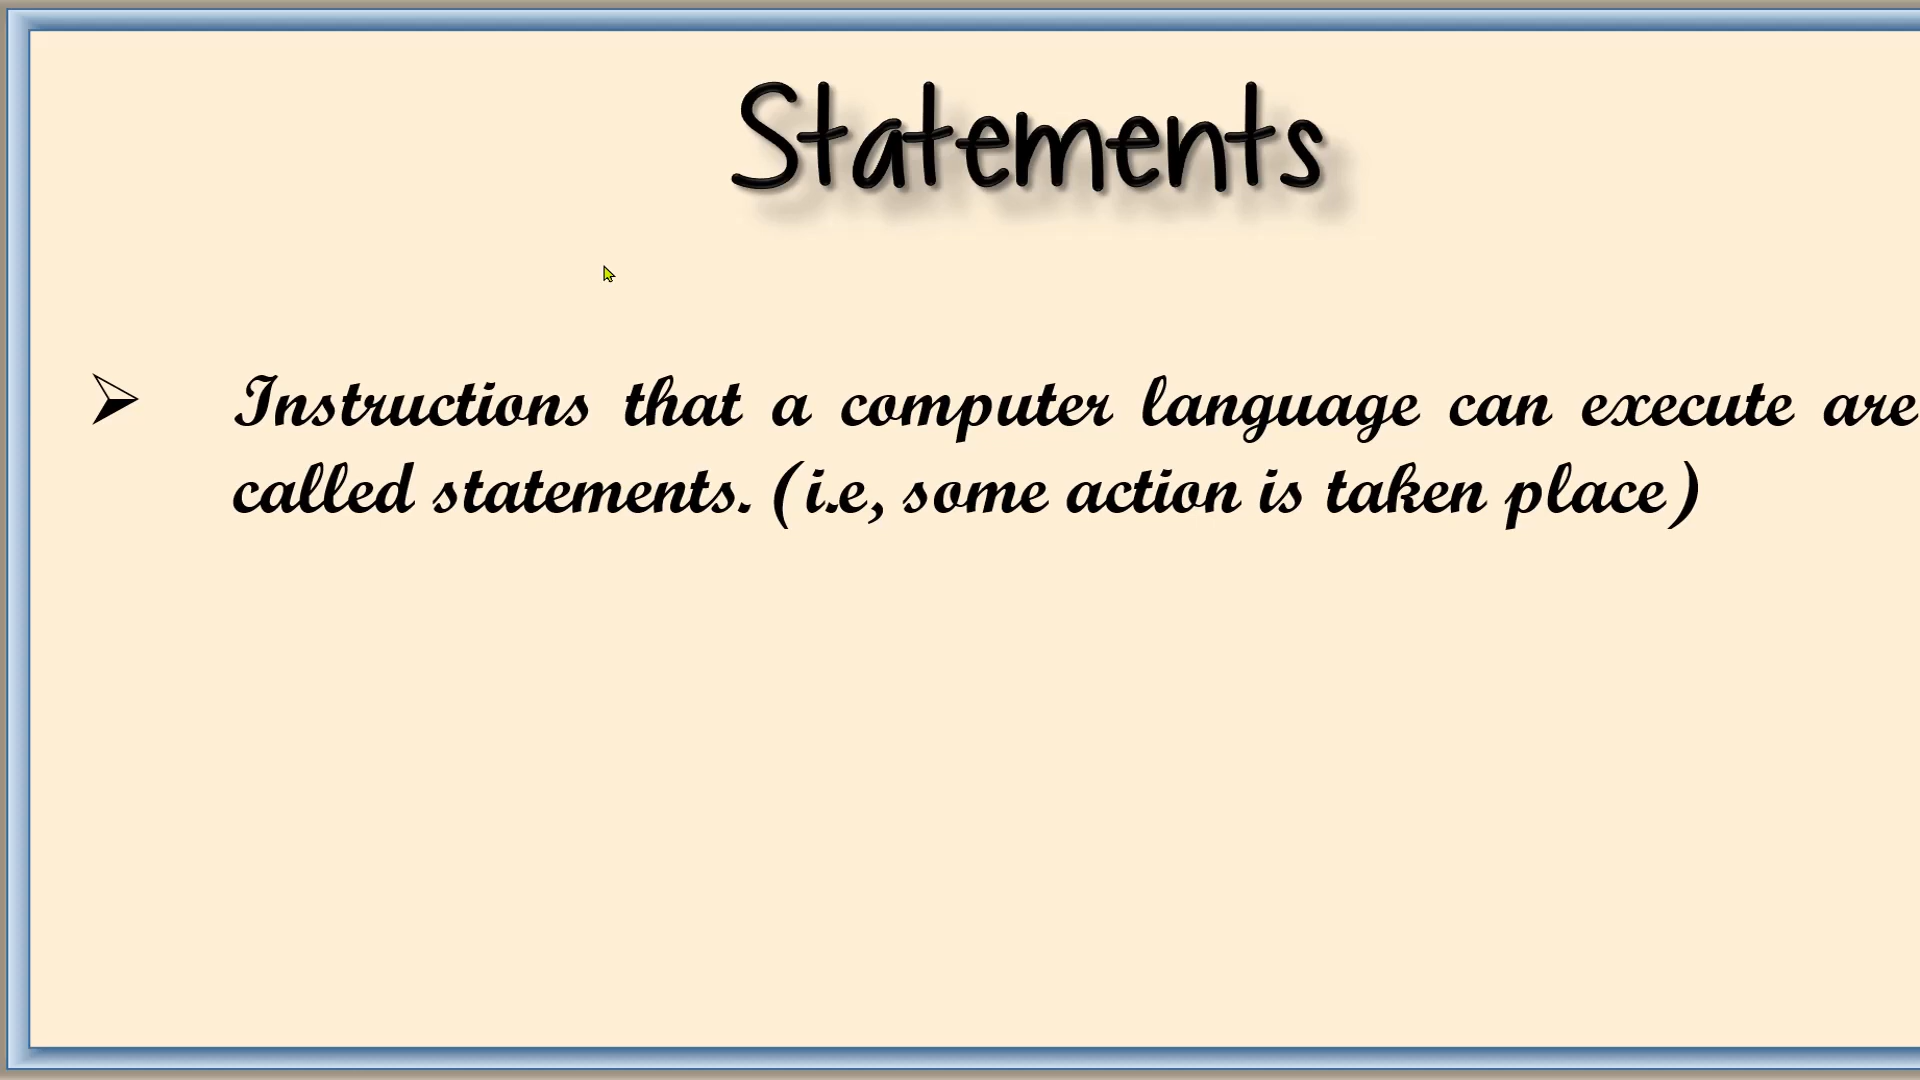 Statements
➢ Instructions that a computer language can execute are
called statements. (i.e, some action is taken place)